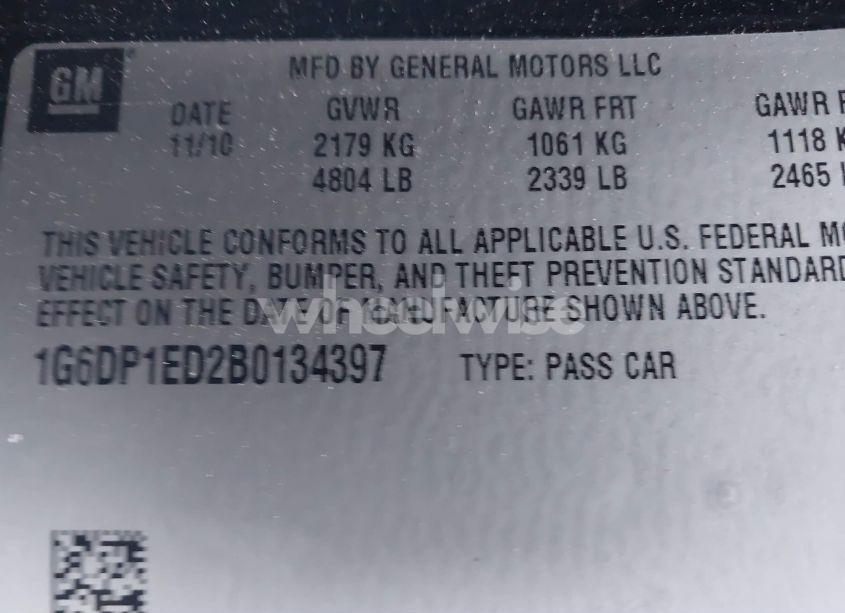 GM
MFD BY GENERAL MOTORS LLC
DATE GVWR GAWR FRT GAWR
11/10 2179 KG 1061 KG 1118
4804 LB 2339 LB 2465
THIS VEHICLE CONFORMS TO ALL APPLICABLE U.S. FEDERAL
VEHICLE SAFETY, BUMPER, AND THEFT PREVENTION STANDARD
EFFECT ON THE DATE OF MANUFACTURE SHOWN ABOVE.
wheelwise
1G6DP1ED2B0134397 TYPE: PASS CAR